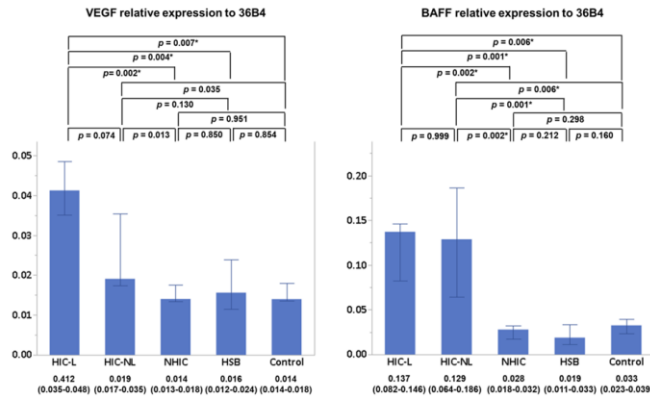 VEGF relative expression to 36B4
p = 0.007*
p = 0.004*
p= 0.002*
p = 0.035
p = 0.130
p = 0.951
p = 0.074 p = 0.013 p = 0.850 p = 0.854
0.05
0.04
0.03
0.02
0.01
0.00
HIC-L HIC-NL NHIC HSB Control
0.412 0.019 0.014 0.016 0.014
(0.035-0.048) (0.017-0.035) (0.013-0.018) (0.012-0.024) (0.014-0.018)
BAFF relative expression to 36B4
p = 0.006*
p = 0.001*
p = 0.002*
p = 0.006*
p = 0.001*
p = 0.298
p = 0.999 p = 0.002* p = 0.212 p = 0.160
0.20
0.15
0.10
0.05
0.00
HIC-L HIC-NL NHIC HSB Control
0.137 0.129 0.028 0.019 0.033
(0.082-0.146) (0.064-0.186) (0.018-0.032) (0.011-0.033) (0.023-0.039)